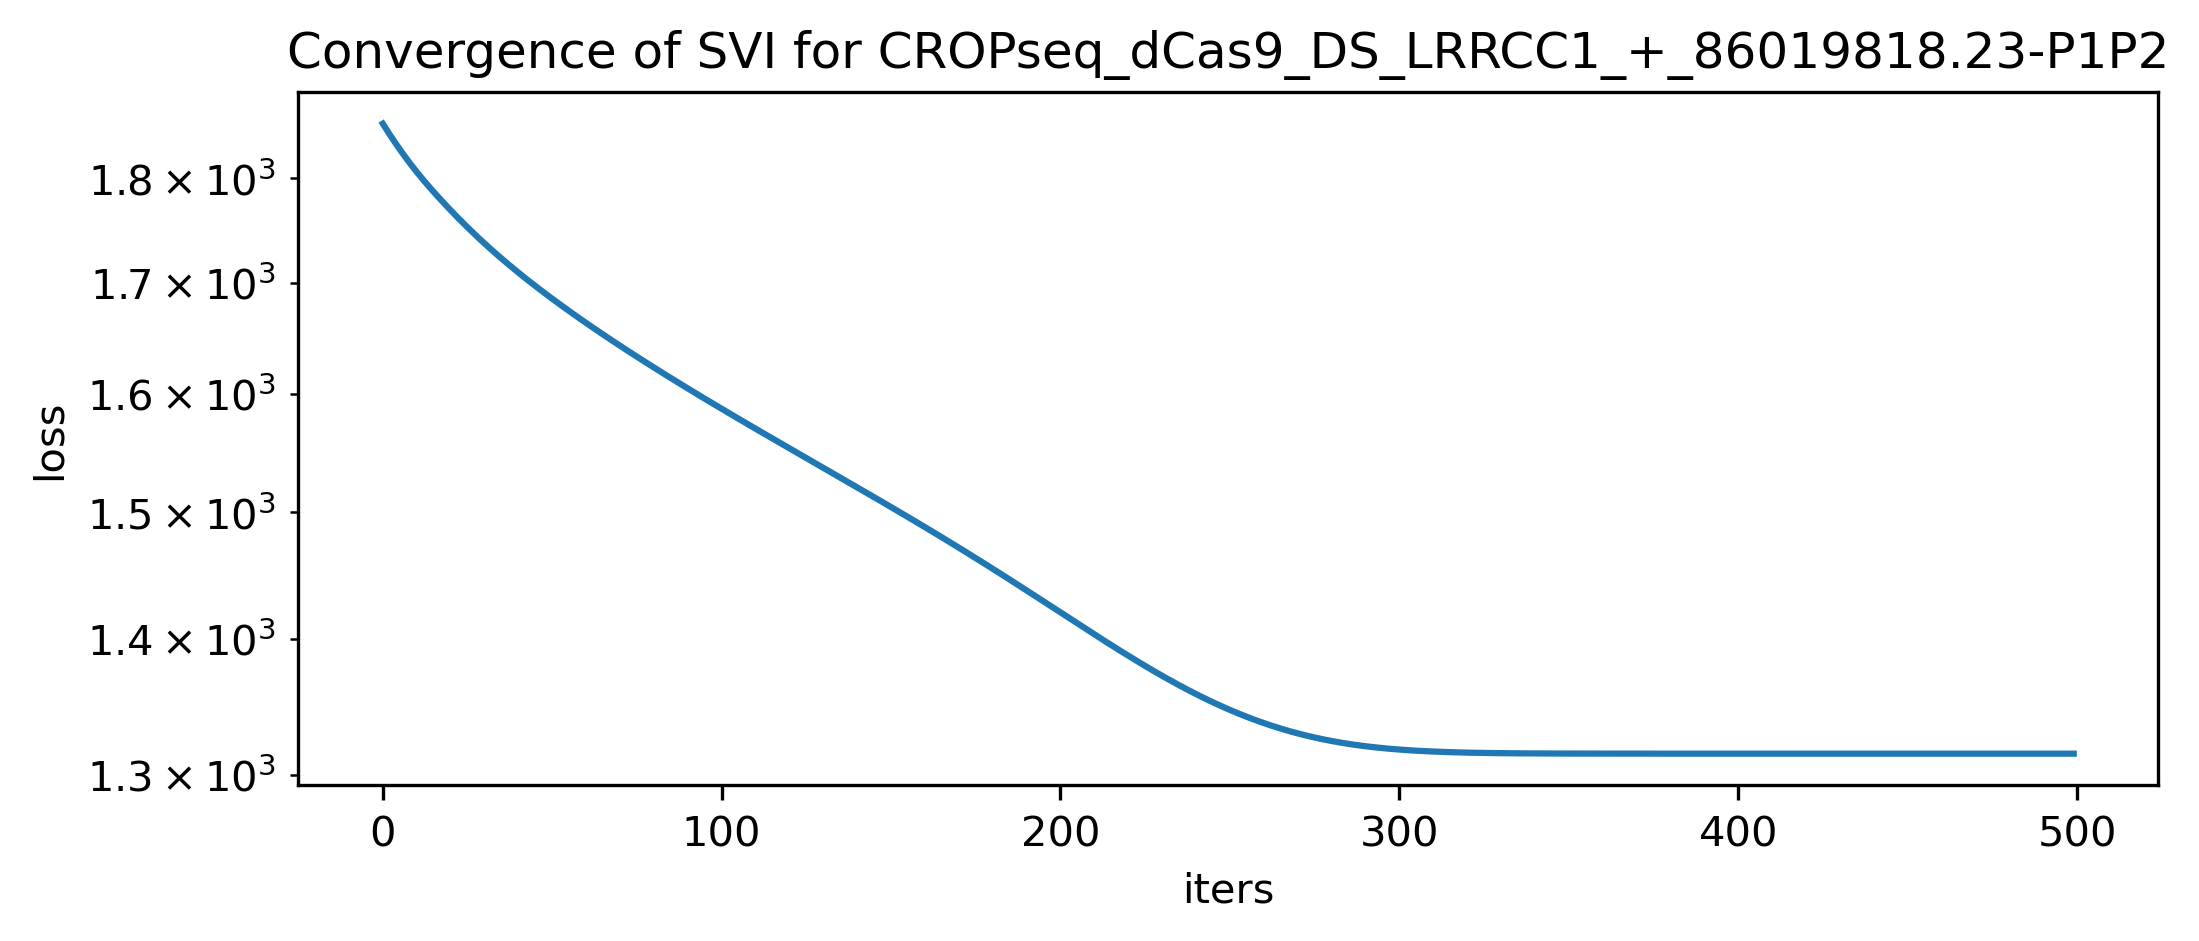 Convergence of SVI for CROPseq_dCas9_DS_LRRCC1_+_86019818.23-P1P2
1.8 × 10³
1.7 × 10³
1.6 × 10³
1.5 × 10³
1.4 × 10³
1.3 × 10³
loss
0 100 200 300 400 500
iters